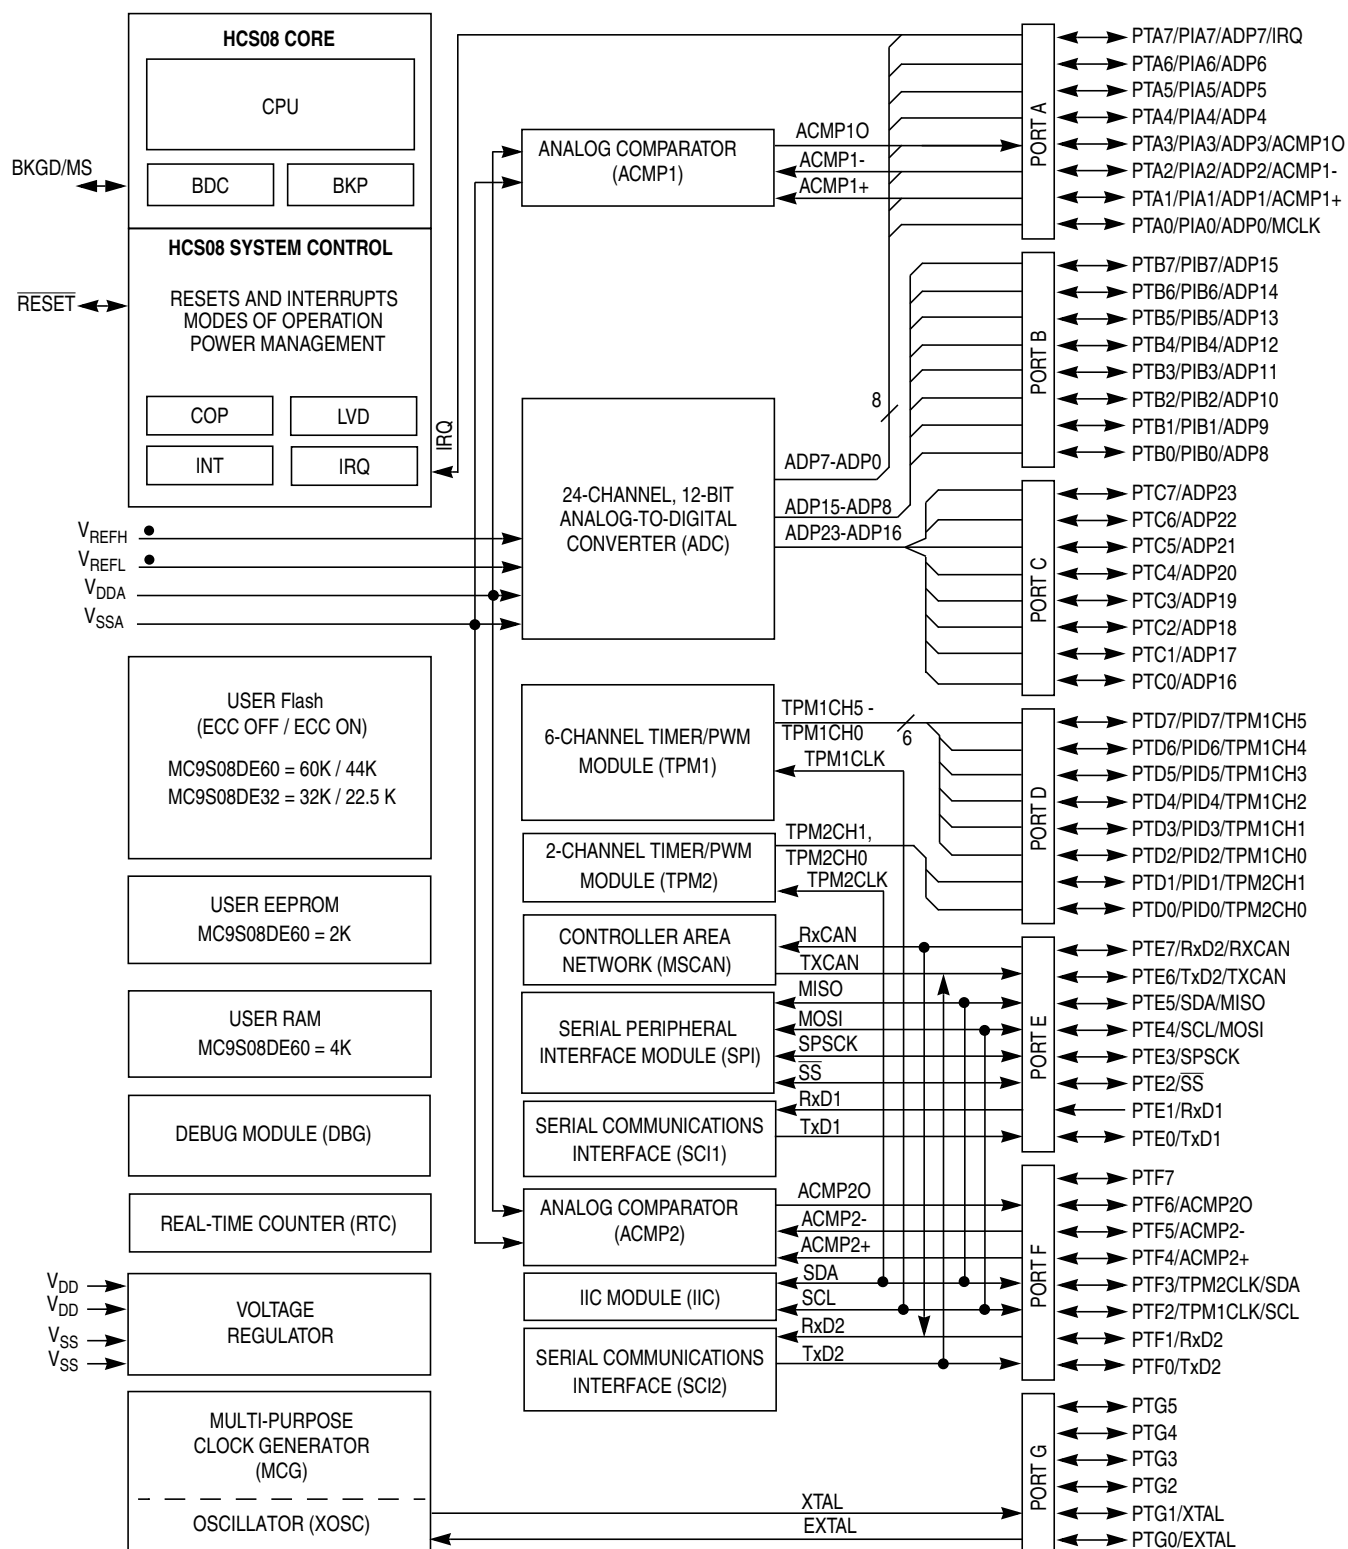 HCS08 CORE
CPU
BDC
BKP
BKGD/MS
HCS08 SYSTEM CONTROL
RESETS AND INTERRUPTS
MODES OF OPERATION
POWER MANAGEMENT
RESET
COP
LVD
INT
IRQ
IRQ
VREFH
VREFL
VDDA
VSSA
USER Flash
(ECC OFF / ECC ON)
MC9S08DE60 = 60K / 44K
MC9S08DE32 = 32K / 22.5 K
USER EEPROM
MC9S08DE60 = 2K
USER RAM
MC9S08DE60 = 4K
DEBUG MODULE (DBG)
REAL-TIME COUNTER (RTC)
VDD
VDD
VSS
VSS
VOLTAGE
REGULATOR
MULTI-PURPOSE
CLOCK GENERATOR
(MCG)
OSCILLATOR (XOSC)
ANALOG COMPARATOR
(ACMP1)
ACMP1O
ACMP1-
ACMP1+
24-CHANNEL, 12-BIT
ANALOG-TO-DIGITAL
CONVERTER (ADC)
8
ADP7-ADP0
ADP15-ADP8
ADP23-ADP16
6-CHANNEL TIMER/PWM
MODULE (TPM1)
TPM1CH5 -
TPM1CH0
6
TPM1CLK
2-CHANNEL TIMER/PWM
MODULE (TPM2)
TPM2CH1,
TPM2CH0
TPM2CLK
CONTROLLER AREA
NETWORK (MSCAN)
RxCAN
TXCAN
SERIAL PERIPHERAL
INTERFACE MODULE (SPI)
MISO
MOSI
SPSCK
SS
SERIAL COMMUNICATIONS
INTERFACE (SCI1)
RxD1
TxD1
ANALOG COMPARATOR
(ACMP2)
ACMP2O
ACMP2-
ACMP2+
IIC MODULE (IIC)
SDA
SCL
SERIAL COMMUNICATIONS
INTERFACE (SCI2)
RxD2
TxD2
XTAL
EXTAL
PORT A
PTA7/PIA7/ADP7/IRQ
PTA6/PIA6/ADP6
PTA5/PIA5/ADP5
PTA4/PIA4/ADP4
PTA3/PIA3/ADP3/ACMP1O
PTA2/PIA2/ADP2/ACMP1-
PTA1/PIA1/ADP1/ACMP1+
PTA0/PIA0/ADP0/MCLK
PORT B
PTB7/PIB7/ADP15
PTB6/PIB6/ADP14
PTB5/PIB5/ADP13
PTB4/PIB4/ADP12
PTB3/PIB3/ADP11
PTB2/PIB2/ADP10
PTB1/PIB1/ADP9
PTB0/PIB0/ADP8
PORT C
PTC7/ADP23
PTC6/ADP22
PTC5/ADP21
PTC4/ADP20
PTC3/ADP19
PTC2/ADP18
PTC1/ADP17
PTC0/ADP16
PORT D
PTD7/PID7/TPM1CH5
PTD6/PID6/TPM1CH4
PTD5/PID5/TPM1CH3
PTD4/PID4/TPM1CH2
PTD3/PID3/TPM1CH1
PTD2/PID2/TPM1CH0
PTD1/PID1/TPM2CH1
PTD0/PID0/TPM2CH0
PORT E
PTE7/RxD2/RXCAN
PTE6/TxD2/TXCAN
PTE5/SDA/MISO
PTE4/SCL/MOSI
PTE3/SPSCK
PTE2/SS
PTE1/RxD1
PTE0/TxD1
PORT F
PTF7
PTF6/ACMP2O
PTF5/ACMP2-
PTF4/ACMP2+
PTF3/TPM2CLK/SDA
PTF2/TPM1CLK/SCL
PTF1/RxD2
PTF0/TxD2
PORT G
PTG5
PTG4
PTG3
PTG2
PTG1/XTAL
PTG0/EXTAL